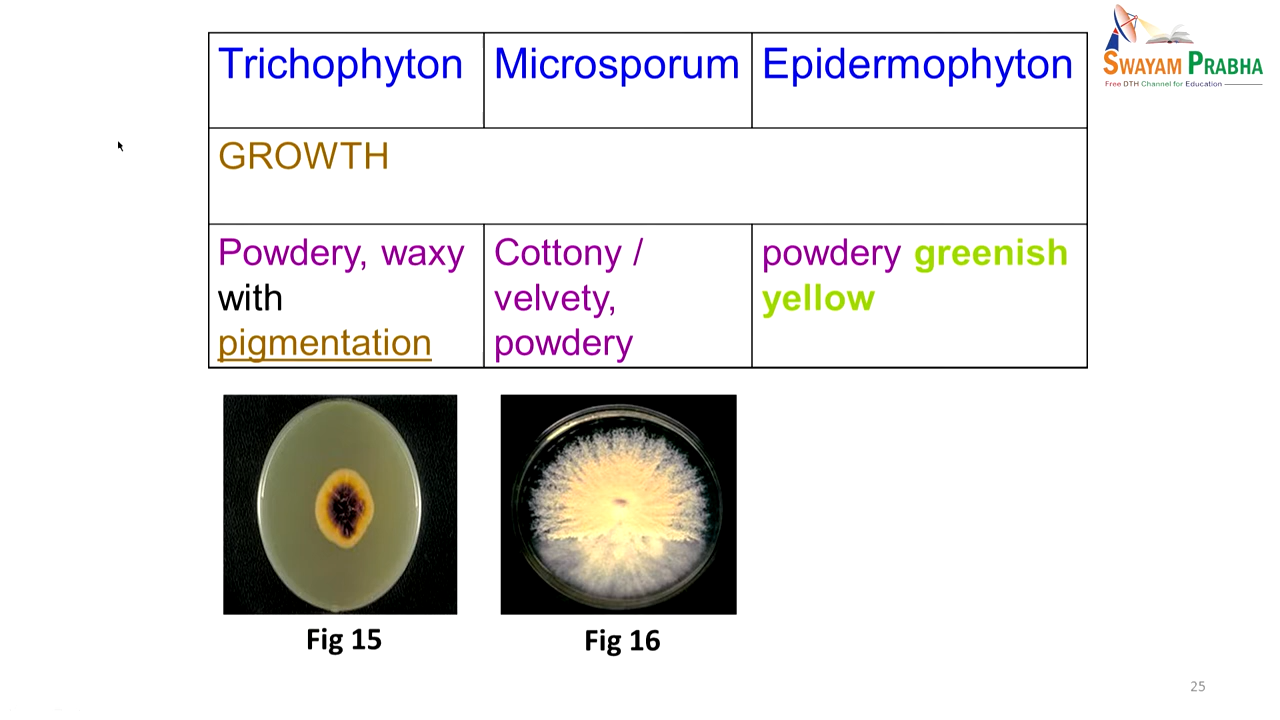 SWAYAM PRABHA
Free DTH Channel for Education
Trichophyton
Microsporum
Epidermophyton
GROWTH
Powdery, waxy
with
pigmentation
Cottony /
velvety,
powdery
powdery greenish
yellow
Fig 15
Fig 16
25